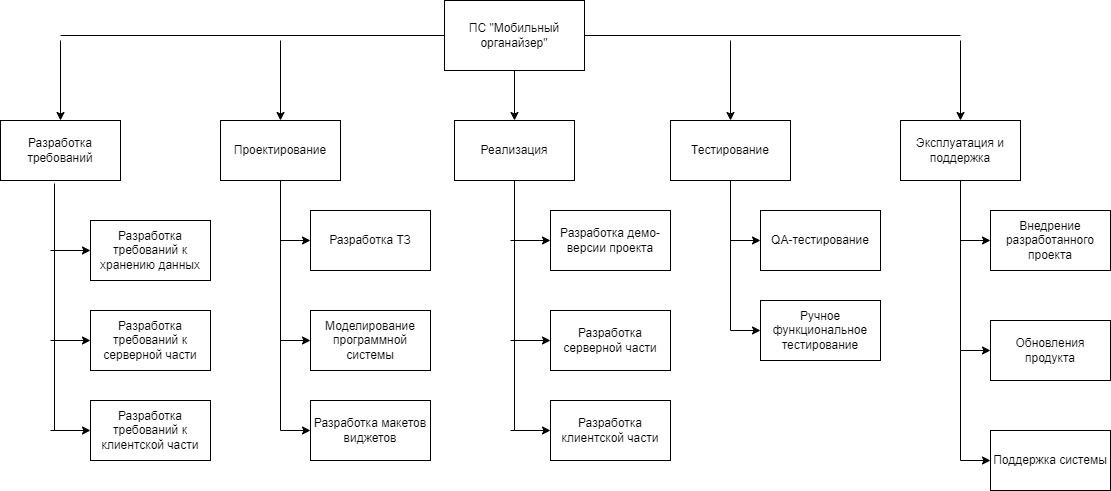 ПС "Мобильный
органайзер"
Разработка
требований
Проектирование
Реализация
Тестирование
Эксплуатация и
поддержка
Разработка
требований к
хранению данных
Разработка
требований к
серверной части
Разработка
требований к
клиентской части
Разработка ТЗ
Моделирование
программной
системы
Разработка макетов
виджетов
Разработка демо-
версии проекта
Разработка
серверной части
Разработка
клиентской части
QA-тестирование
Ручное
функциональное
тестирование
Внедрение
разработанного
проекта
Обновления
продукта
Поддержка системы